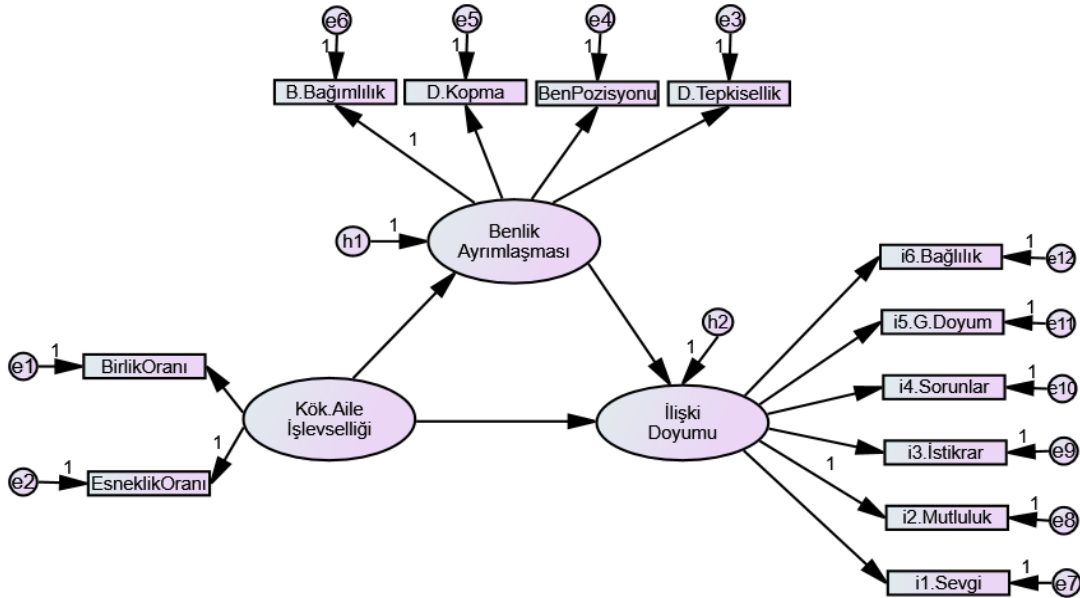 e6
e5
e4
e3
1
1
1
1
B.Bağımlılık
D.Kopma
BenPozisyonu
D.Tepkisellik
1
h1
1
Benlik
Ayrımlaşması
i6.Bağlılık
1
e12
h2
1
i5.G.Doyum
1
e11
e1
1
BirlikOranı
i4.Sorunlar
1
e10
Kök.Aile
İşlevselliği
İlişki
Doyumu
1
i3.İstikrar
1
e9
1
e2
1
EsneklikOranı
i2.Mutluluk
1
e8
i1.Sevgi
1
e7